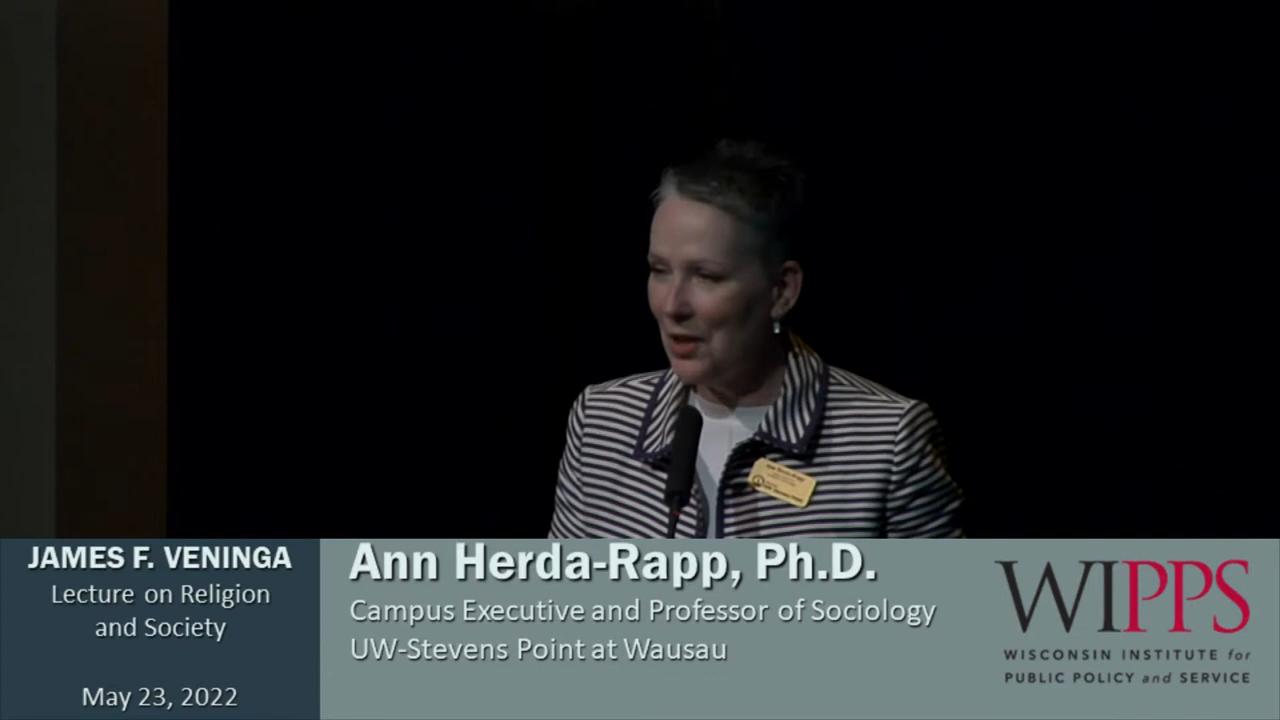 JAMES F. VENINGA
Lecture on Religion
and Society
May 23, 2022
Ann Herda-Rapp, Ph.D.
Campus Executive and Professor of Sociology
UW-Stevens Point at Wausau
WIPPS
WISCONSIN INSTITUTE for
PUBLIC POLICY and SERVICE